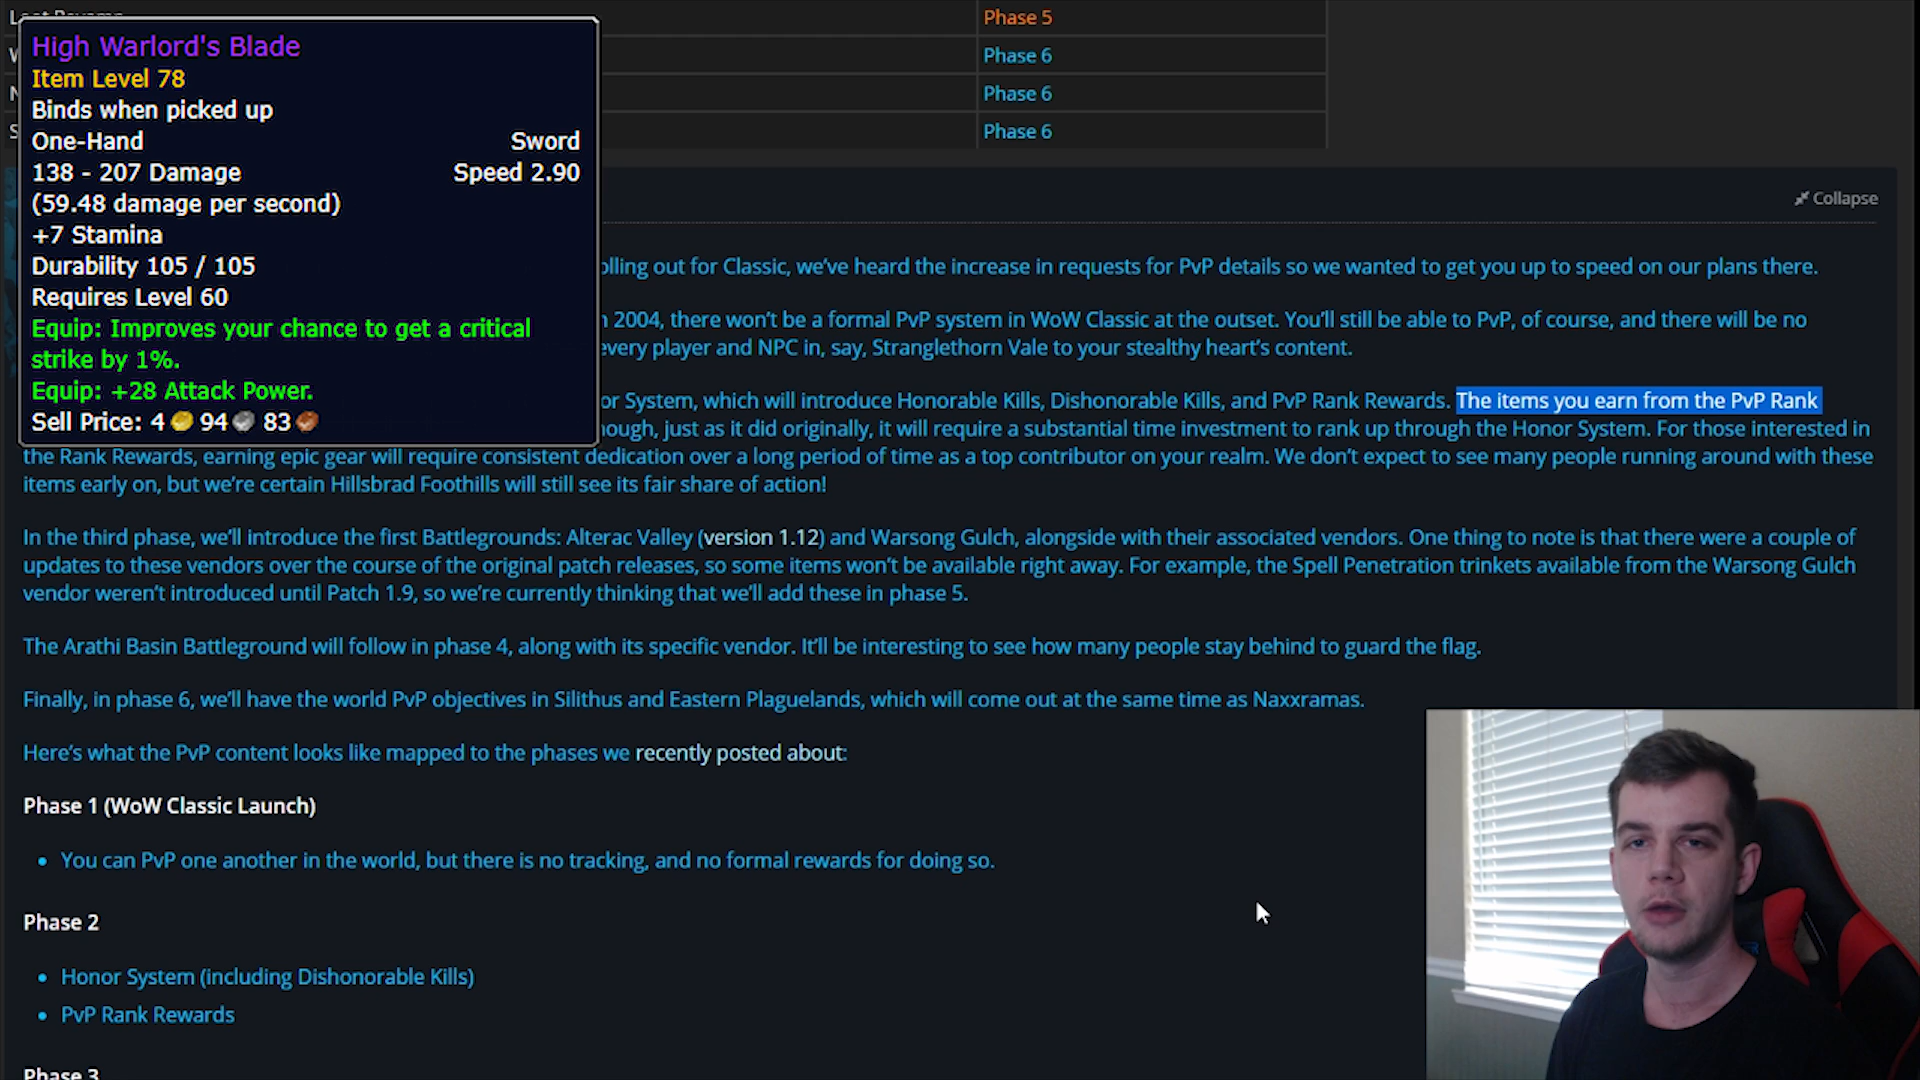 Phase 5
Phase 6
Phase 6
Phase 6
High Warlord's Blade
Item Level 78
Binds when picked up
One-Hand Sword
138 - 207 Damage Speed 2.90
(59.48 damage per second)
+7 Stamina
Durability 105 / 105
Requires Level 60
Equip: Improves your chance to get a critical
strike by 1%.
Equip: +28 Attack Power.
Sell Price: 4 94 83
Collapse
olling out for Classic, we've heard the increase in requests for PvP details so we wanted to get you up to speed on our plans there.
n 2004, there won't be a formal PvP system in WoW Classic at the outset. You'll still be able to PvP, of course, and there will be no
every player and NPC in, say, Stranglethorn Vale to your stealthy heart's content.
or System, which will introduce Honorable Kills, Dishonorable Kills, and PvP Rank Rewards. The items you earn from the PvP Rank
ough, just as it did originally, it will require a substantial time investment to rank up through the Honor System. For those interested in
the Rank Rewards, earning epic gear will require consistent dedication over a long period of time as a top contributor on your realm. We don't expect to see many people running around with these
items early on, but we're certain Hillsbrad Foothills will still see its fair share of action!
In the third phase, we'll introduce the first Battlegrounds: Alterac Valley (version 1.12) and Warsong Gulch, alongside with their associated vendors. One thing to note is that there were a couple of
updates to these vendors over the course of the original patch releases, so some items won't be available right away. For example, the Spell Penetration trinkets available from the Warsong Gulch
vendor weren't introduced until Patch 1.9, so we're currently thinking that we'll add these in phase 5.
The Arathi Basin Battleground will follow in phase 4, along with its specific vendor. It'll be interesting to see how many people stay behind to guard the flag.
Finally, in phase 6, we'll have the world PvP objectives in Silithus and Eastern Plaguelands, which will come out at the same time as Naxxramas.
Here's what the PvP content looks like mapped to the phases we recently posted about:
Phase 1 (WoW Classic Launch)
• You can PvP one another in the world, but there is no tracking, and no formal rewards for doing so.
Phase 2
• Honor System (including Dishonorable Kills)
• PvP Rank Rewards
Phase 3